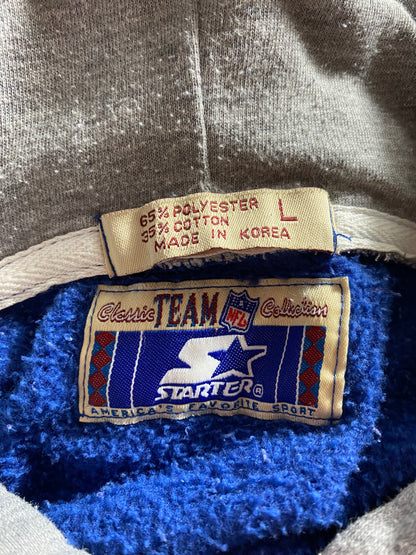 65% POLYESTER
35% COTTON
MADE IN KOREA
L
Classic TEAM NFL Collection
STARTER®
AMERICA'S FAVORITE SPORT